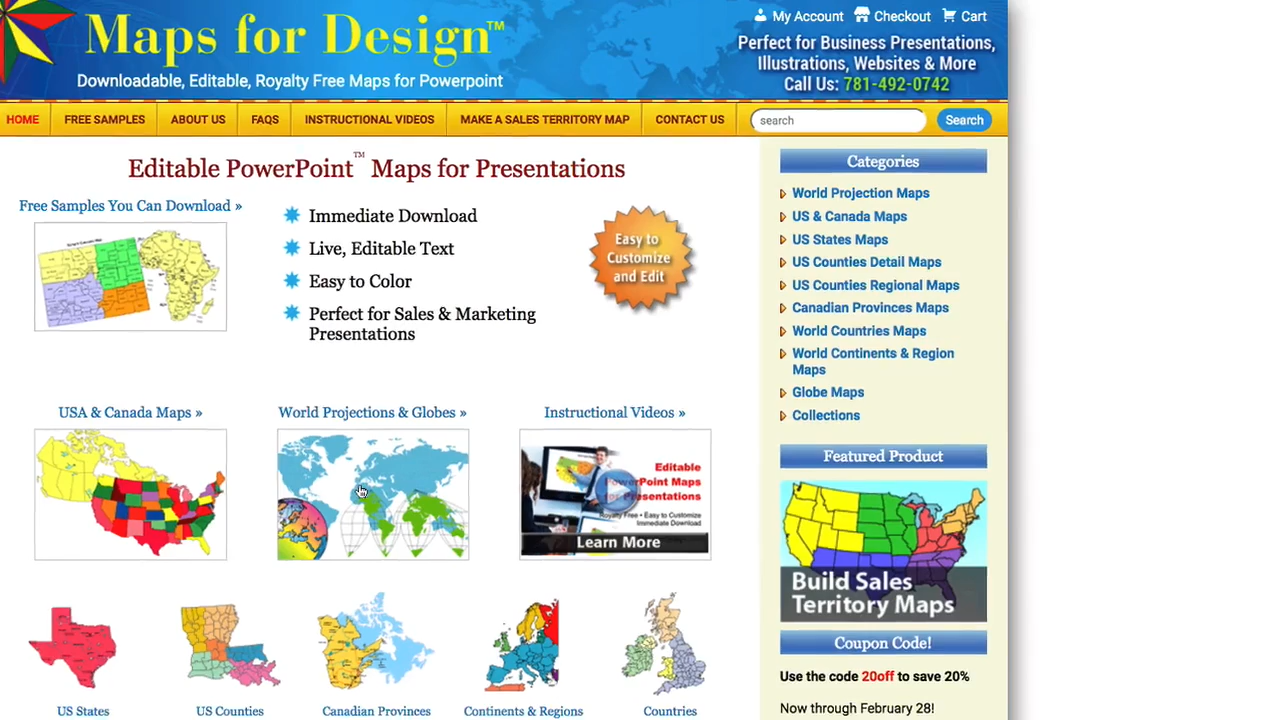 Maps for Design™
Downloadable, Editable, Royalty Free Maps for Powerpoint
My Account Checkout Cart
Perfect for Business Presentations,
Illustrations, Websites & More
Call Us: 781-492-0742
HOME FREE SAMPLES ABOUT US FAQS INSTRUCTIONAL VIDEOS MAKE A SALES TERRITORY MAP CONTACT US search Search
Editable PowerPoint™ Maps for Presentations
Free Samples You Can Download »
Immediate Download
Live, Editable Text
Easy to Color
Perfect for Sales & Marketing
Presentations
Easy to
Customize
and Edit
USA & Canada Maps »
World Projections & Globes »
Instructional Videos »
Editable
PowerPoint Maps
for Presentations
Royalty Free • Easy to Customize
Immediate Download
Learn More
US States
US Counties
Canadian Provinces
Continents & Regions
Countries
Categories
World Projection Maps
US & Canada Maps
US States Maps
US Counties Detail Maps
US Counties Regional Maps
Canadian Provinces Maps
World Countries Maps
World Continents & Region
Maps
Globe Maps
Collections
Featured Product
Build Sales
Territory Maps
Coupon Code!
Use the code 20off to save 20%
Now through February 28!